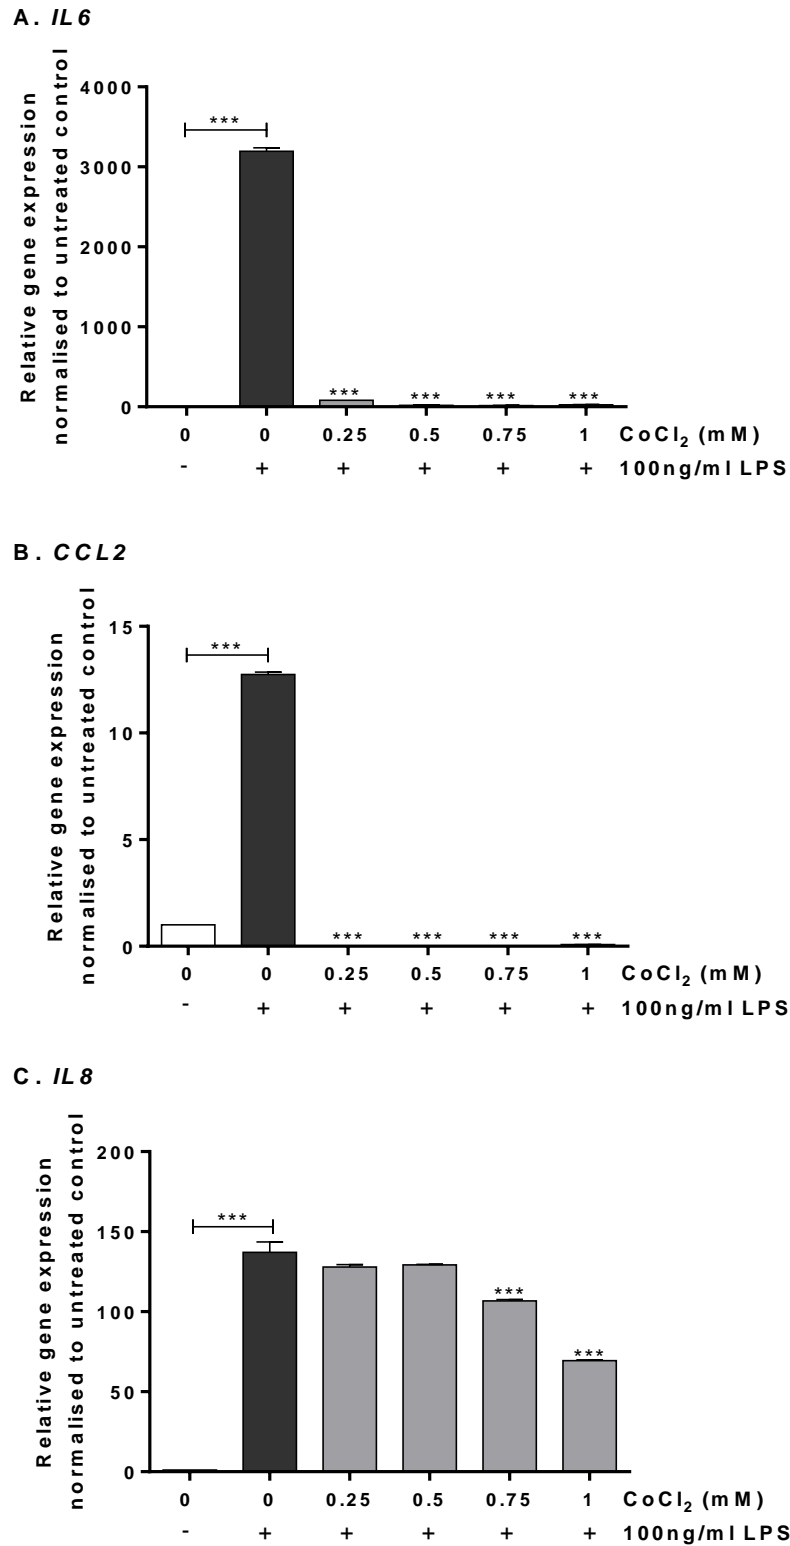 A. IL6
Relative gene expression
normalised to untreated control
4000
3000
2000
1000
0
***
***
***
***
***
0 0 0.25 0.5 0.75 1 CoCl₂ (mM)
- + + + + + 100ng/ml LPS
B. CCL2
Relative gene expression
normalised to untreated control
15
10
5
0
***
***
***
***
***
0 0 0.25 0.5 0.75 1 CoCl₂ (mM)
- + + + + + 100ng/ml LPS
C. IL8
Relative gene expression
normalised to untreated control
200
150
100
50
0
***
***
***
0 0 0.25 0.5 0.75 1 CoCl₂ (mM)
- + + + + + 100ng/ml LPS